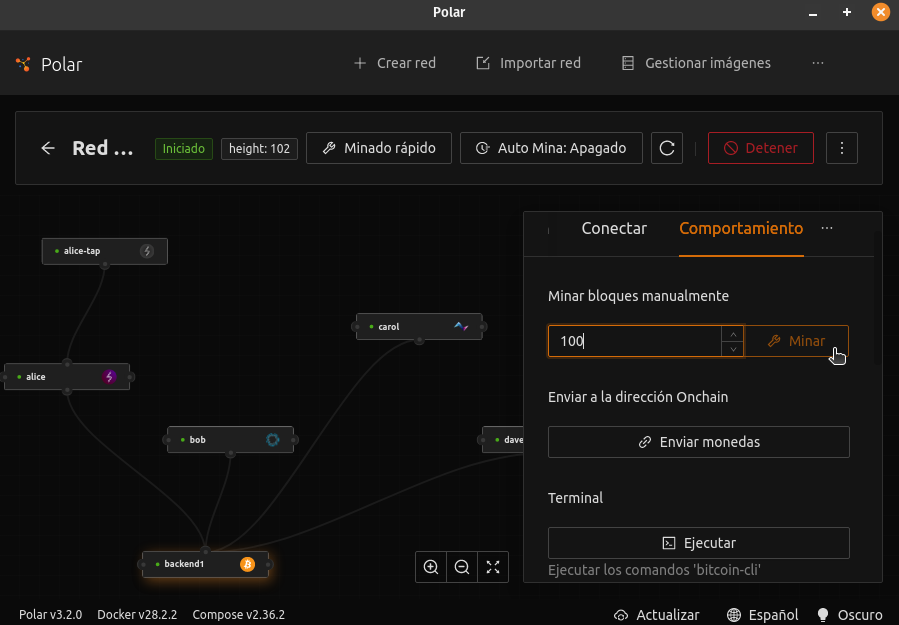 Polar
Polar
Crear red
Importar red
Gestionar imágenes
Red ...
Iniciado
height: 102
Minado rápido
Auto Mina: Apagado
Detener
Conectar
Comportamiento
alice-tap
Minar bloques manualmente
carol
100
Minar
alice
Enviar a la dirección Onchain
bob
dave
Enviar monedas
Terminal
Ejecutar
backend1
Ejecutar los comandos 'bitcoin-cli'
Polar v3.2.0
Docker v28.2.2
Compose v2.36.2
Actualizar
Español
Oscuro